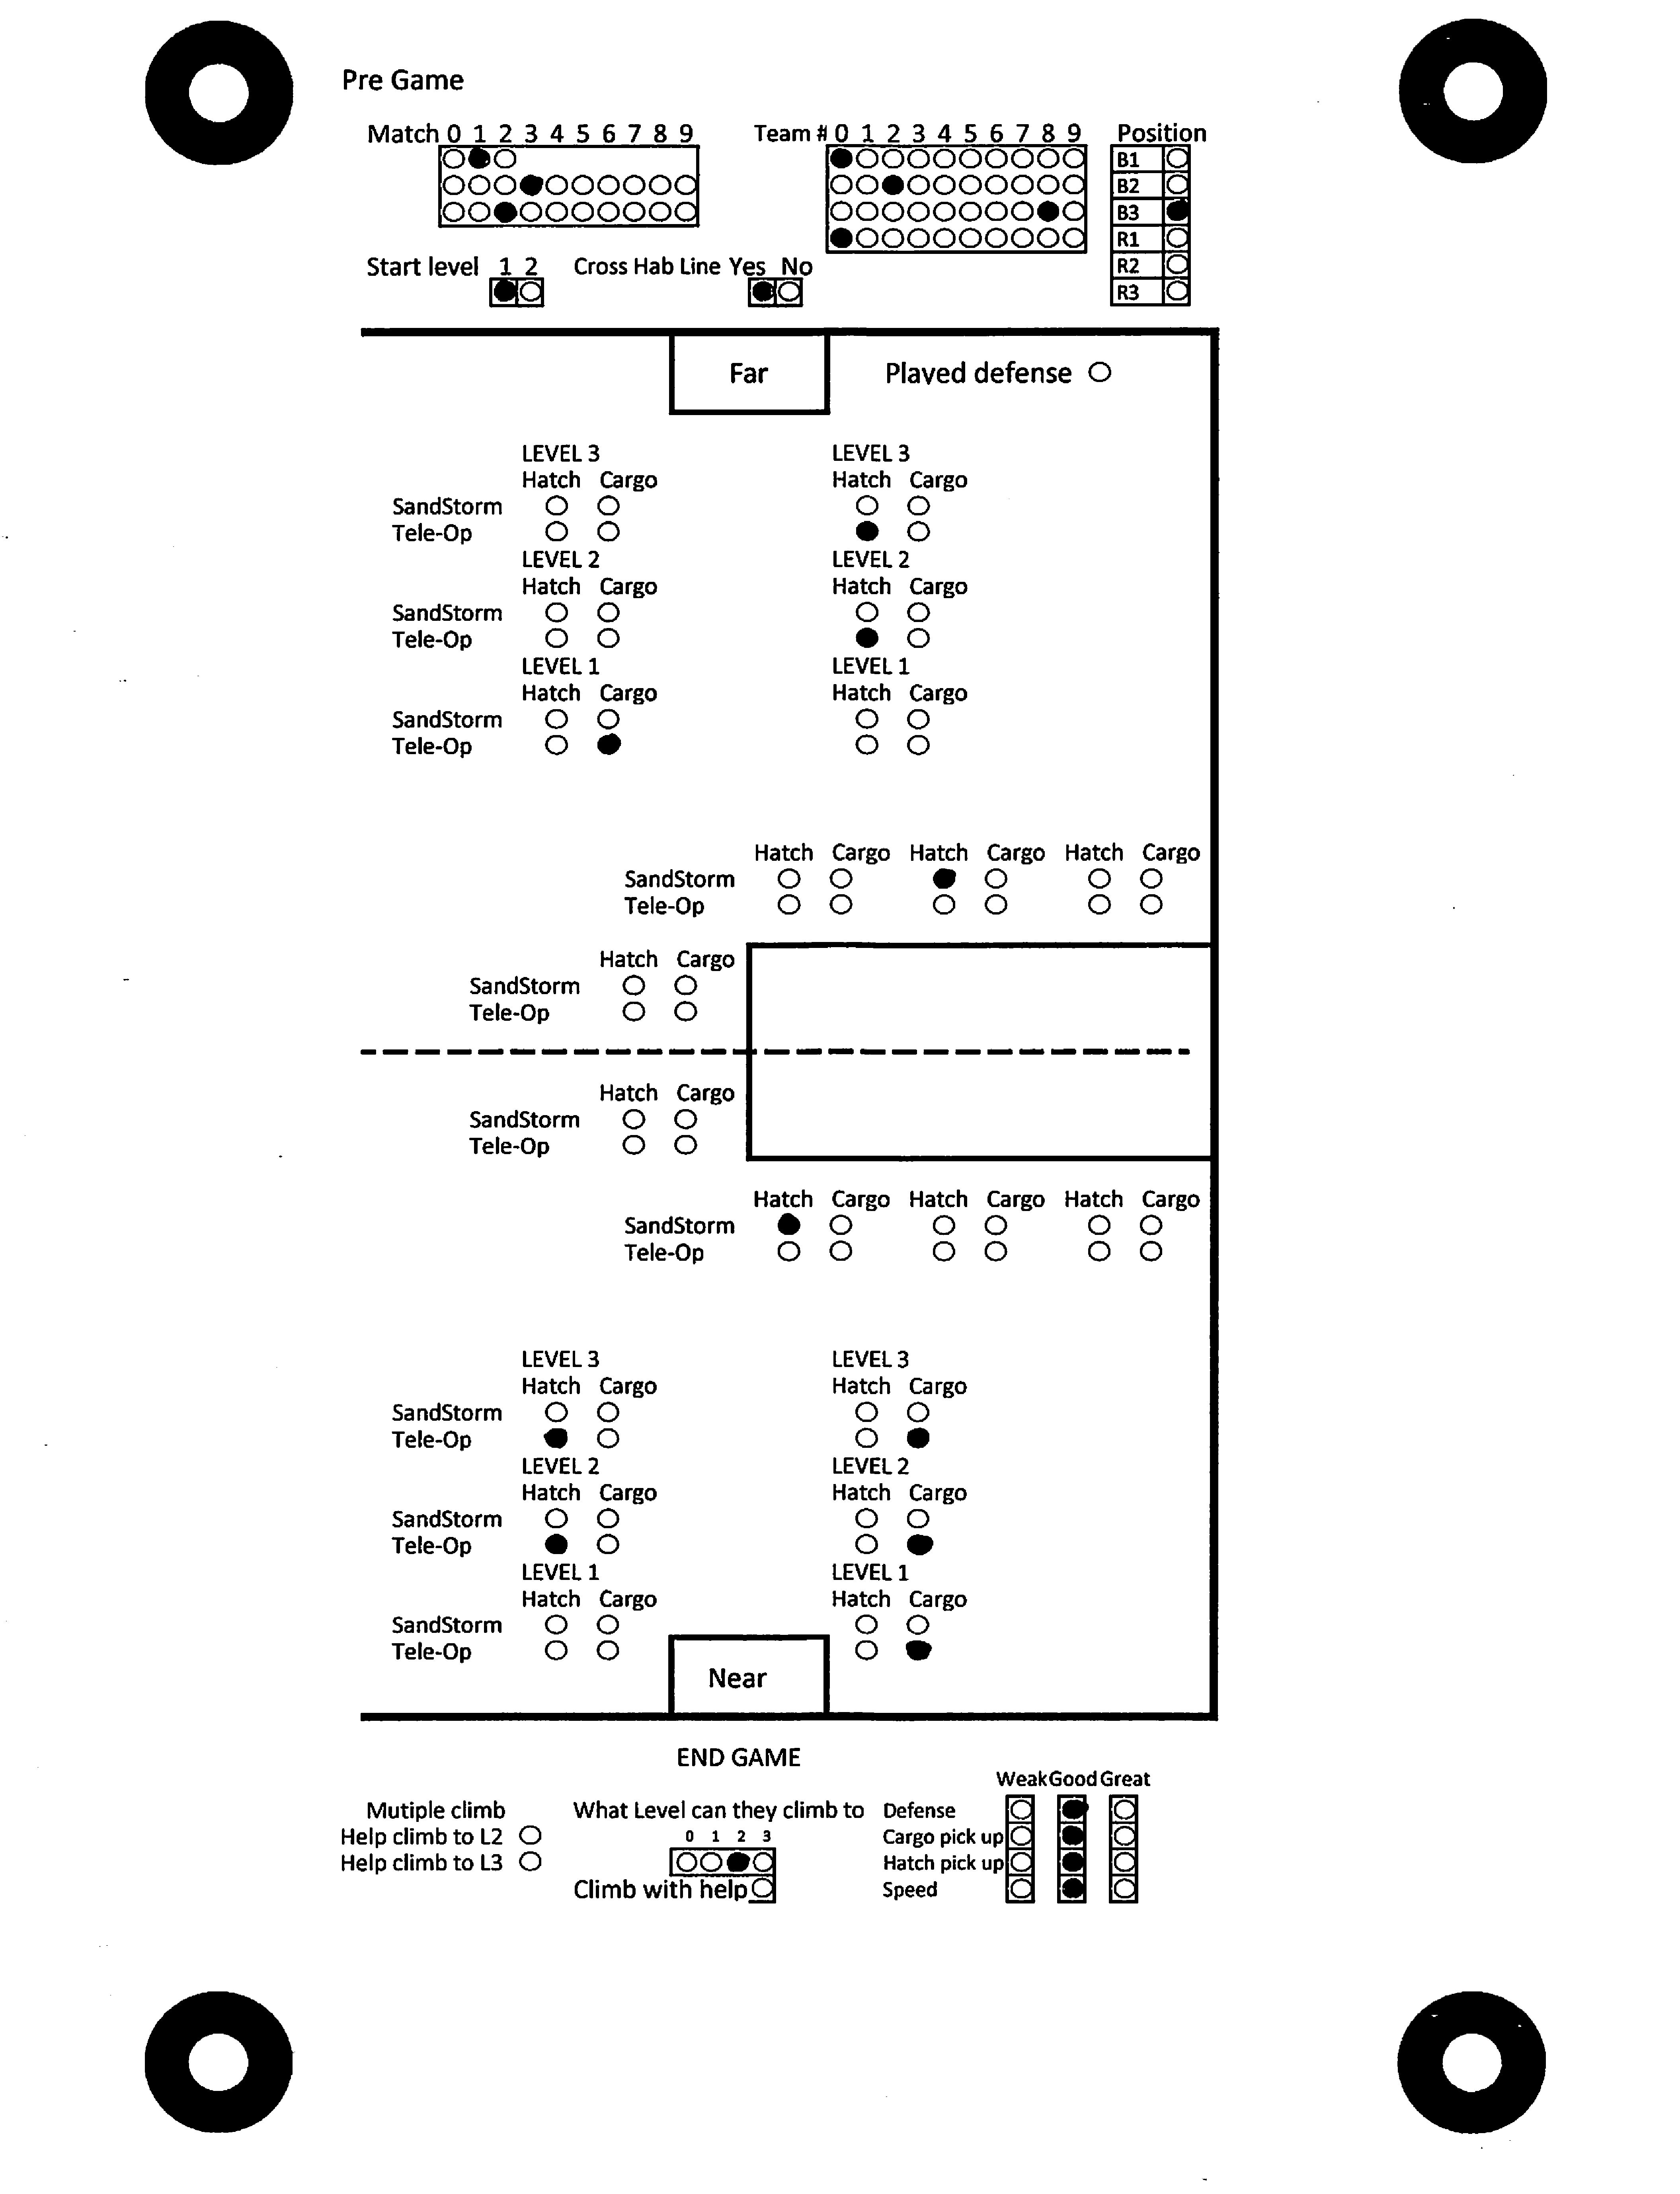 Pre Game
Match 0 1 2 3 4 5 6 7 8 9 Team # 0 1 2 3 4 5 6 7 8 9 Position
B1
B2
B3
R1
Start level 1 2 Cross Hab Line Yes No R2
R3
Far Plaved defense
LEVEL 3 LEVEL 3
Hatch Cargo Hatch Cargo
SandStorm
Tele-Op
LEVEL 2 LEVEL 2
Hatch Cargo Hatch Cargo
SandStorm
Tele-Op
LEVEL 1 LEVEL 1
Hatch Cargo Hatch Cargo
SandStorm
Tele-Op
Hatch Cargo Hatch Cargo Hatch Cargo
SandStorm
Tele-Op
Hatch Cargo
SandStorm
Tele-Op
Hatch Cargo
SandStorm
Tele-Op
Hatch Cargo Hatch Cargo Hatch Cargo
SandStorm
Tele-Op
LEVEL 3 LEVEL 3
Hatch Cargo Hatch Cargo
SandStorm
Tele-Op
LEVEL 2 LEVEL 2
Hatch Cargo Hatch Cargo
SandStorm
Tele-Op
LEVEL 1 LEVEL 1
Hatch Cargo Hatch Cargo
SandStorm
Tele-Op
Near
END GAME
Weak Good Great
Mutiple climb What Level can they climb to Defense
Help climb to L2 0 1 2 3 Cargo pick up
Help climb to L3 Hatch pick up
Climb with help Speed